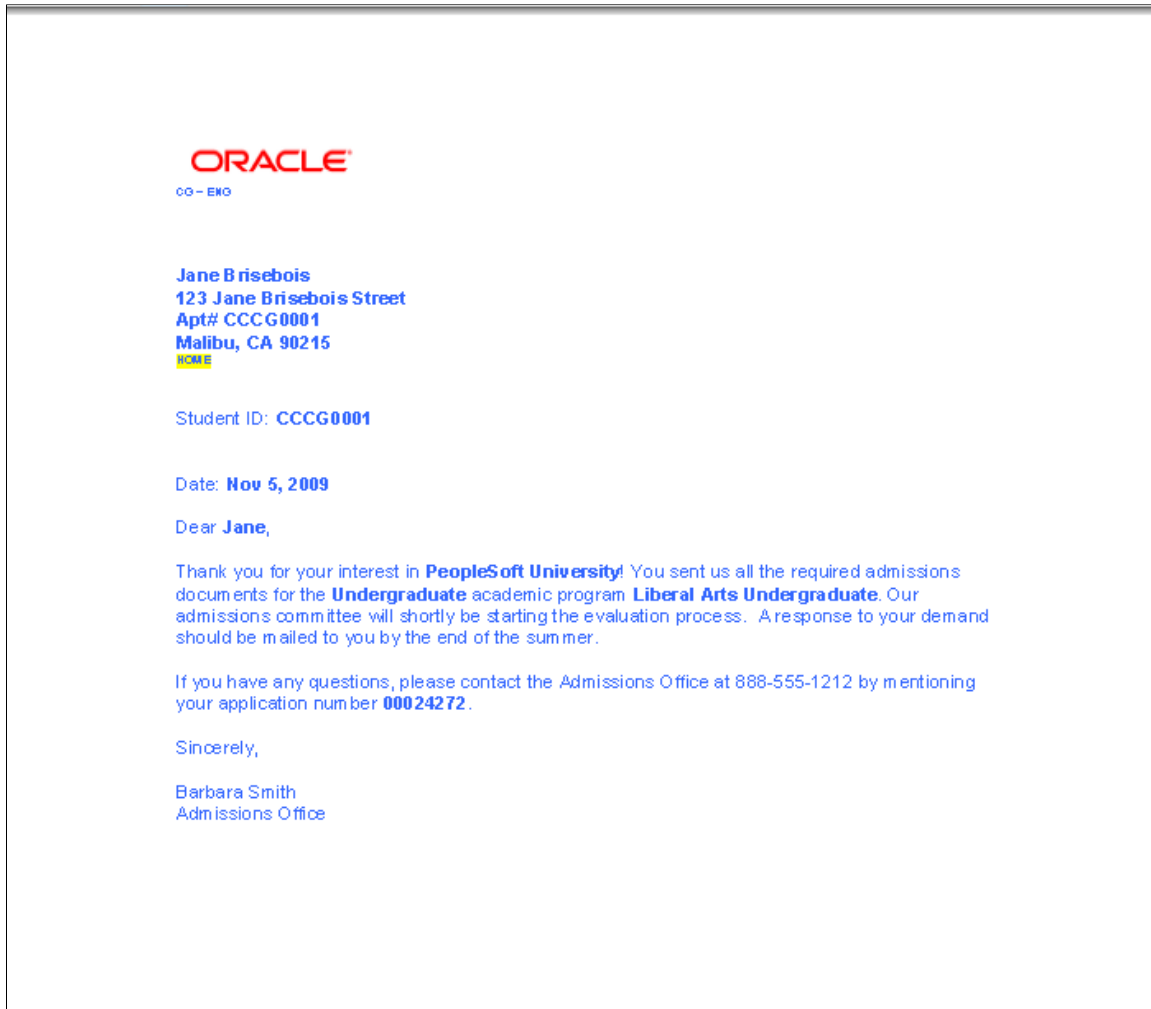 ORACLE
CG – ENG
Jane Brisebois
123 Jane Brisebois Street
Apt# CCCG0001
Malibu, CA 90215
HOME
Student ID: CCCG0001
Date: Nov 5, 2009
Dear Jane,
Thank you for your interest in PeopleSoft University! You sent us all the required admissions
documents for the Undergraduate academic program Liberal Arts Undergraduate. Our
admissions committee will shortly be starting the evaluation process.  A response to your demand
should be mailed to you by the end of the summer.
If you have any questions, please contact the Admissions Office at 888-555-1212 by mentioning
your application number 00024272.
Sincerely,
Barbara Smith
Admissions Office